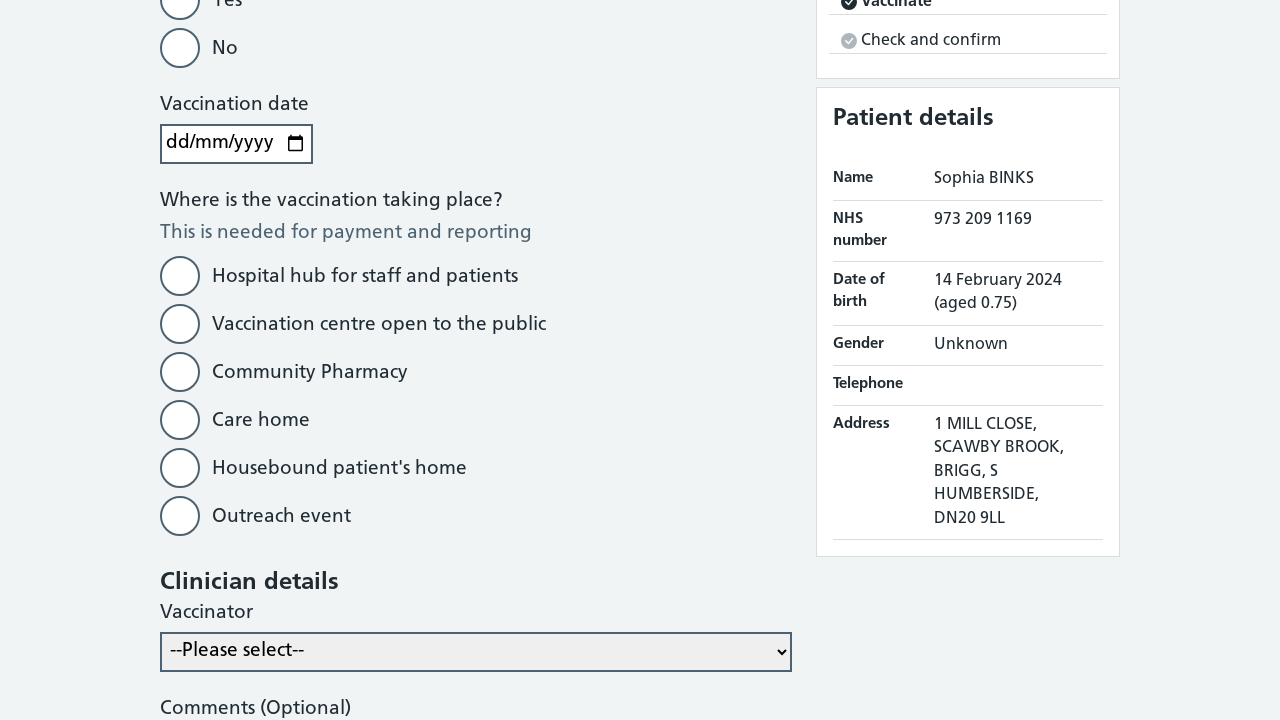 Yes
No
Vaccination date
dd/mm/yyyy
Where is the vaccination taking place?
This is needed for payment and reporting
Hospital hub for staff and patients
Vaccination centre open to the public
Community Pharmacy
Care home
Housebound patient's home
Outreach event
Clinician details
Vaccinator
--Please select--
Comments (Optional)
Vaccinate
Check and confirm
Patient details
Name Sophia BINKS
NHS number 973 209 1169
Date of birth 14 February 2024
(aged 0.75)
Gender Unknown
Telephone
Address 1 MILL CLOSE,
SCAWBY BROOK,
BRIGG, S
HUMBERSIDE,
DN20 9LL